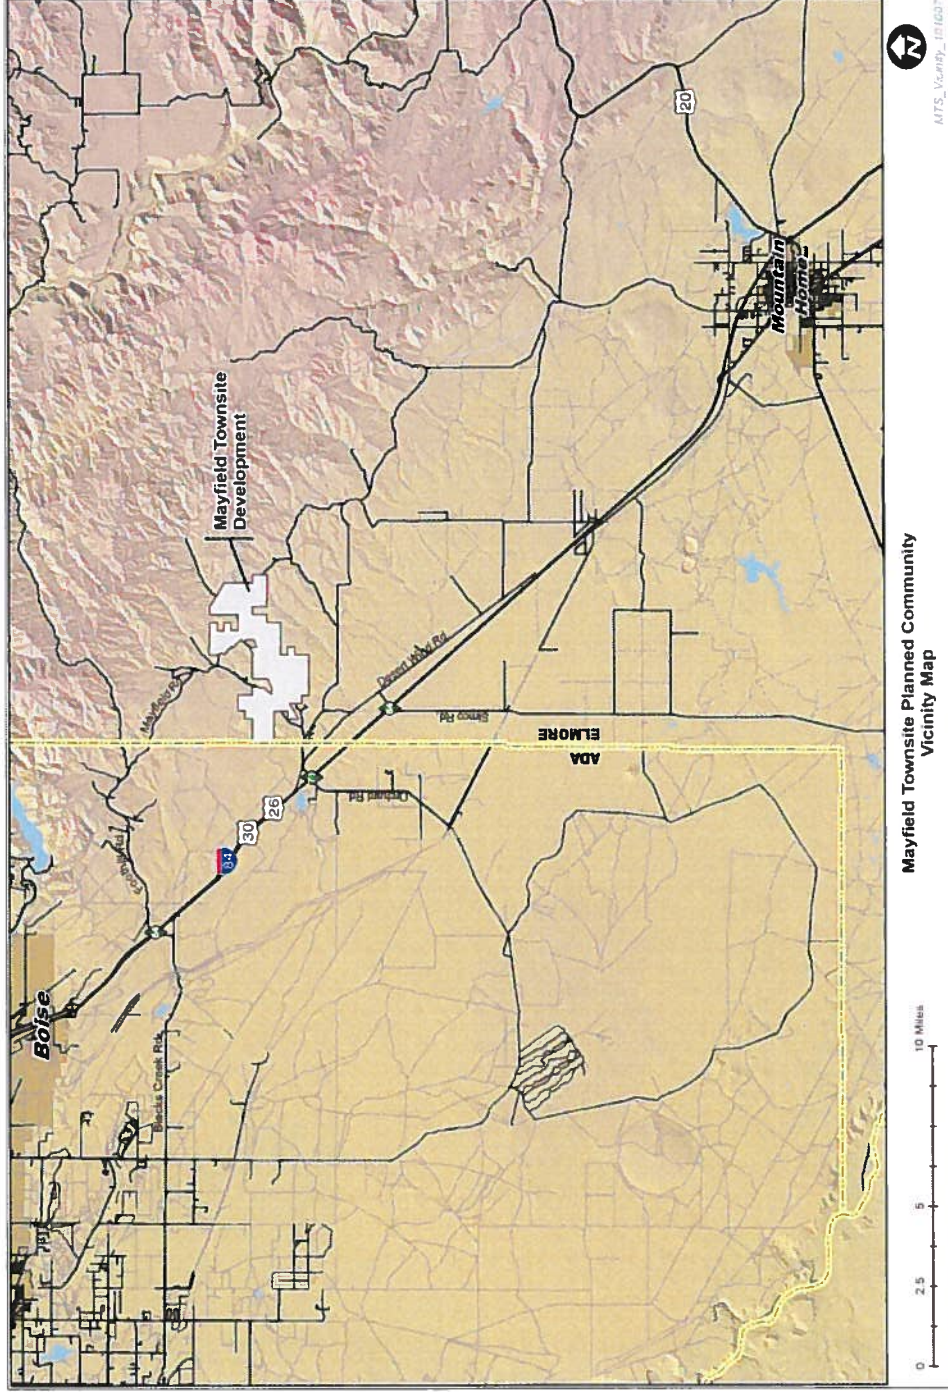 Boise
Blacks Creek Rd.
84
30
26
Mayfield Rd
Mayfield Townsite
Development
Desert Wind Rd
Simco Rd
Orchard Rd
ELMORE
ADA
20
Mountain
Home
Mayfield Townsite Planned Community
Vicinity Map
0
2.5
5
10 Miles
N